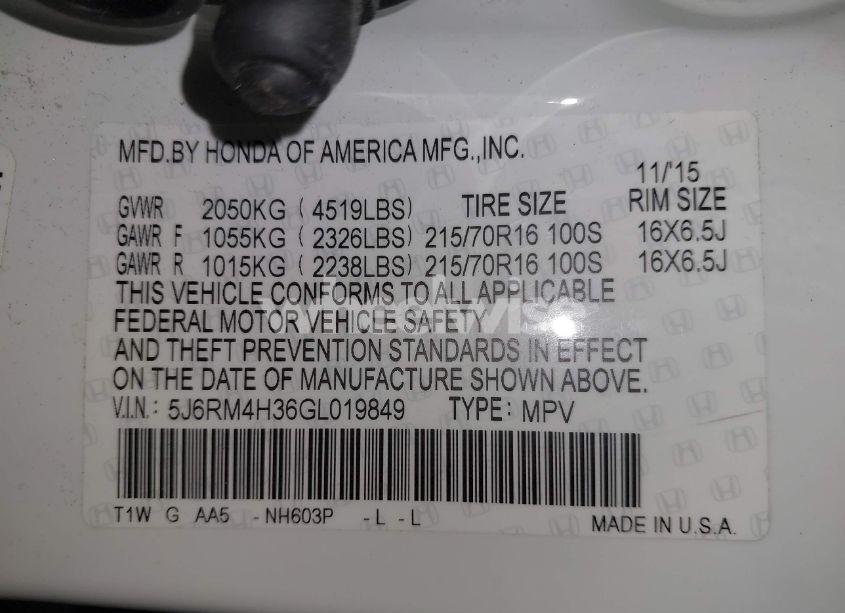 MFD.BY HONDA OF AMERICA MFG.,INC.
11/'15
GVWR 2050KG ( 4519LBS) TIRE SIZE RIM SIZE
GAWR F 1055KG ( 2326LBS) 215/70R16 100S 16X6.5J
GAWR R 1015KG ( 2238LBS) 215/70R16 100S 16X6.5J
THIS VEHICLE CONFORMS TO ALL APPLICABLE
FEDERAL MOTOR VEHICLE SAFETY
AND THEFT PREVENTION STANDARDS IN EFFECT
ON THE DATE OF MANUFACTURE SHOWN ABOVE.
V.I.N.: 5J6RM4H36GL019849 TYPE: MPV
T1W G AA5 - NH603P - L - L
MADE IN U.S.A.